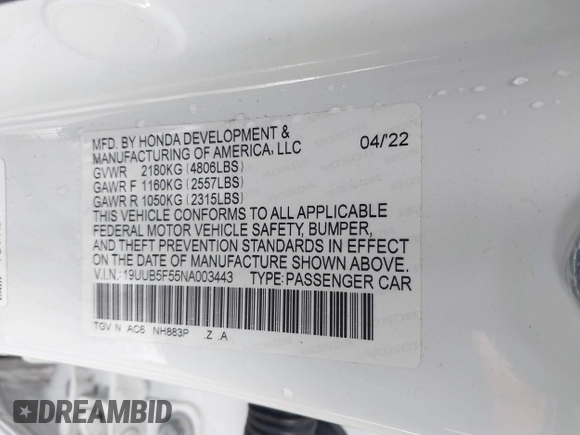 MFD. BY HONDA DEVELOPMENT &
MANUFACTURING OF AMERICA, LLC 04/'22
GVWR 2180KG (4806LBS)
GAWR F 1160KG (2557LBS)
GAWR R 1050KG (2315LBS)
THIS VEHICLE CONFORMS TO ALL APPLICABLE
FEDERAL MOTOR VEHICLE SAFETY, BUMPER,
AND THEFT PREVENTION STANDARDS IN EFFECT
ON THE DATE OF MANUFACTURE SHOWN ABOVE.
V.I.N.: 19UUB5F55NA003443 TYPE: PASSENGER CAR
TGV N AC6 NH883P .Z .A
DREAMBID